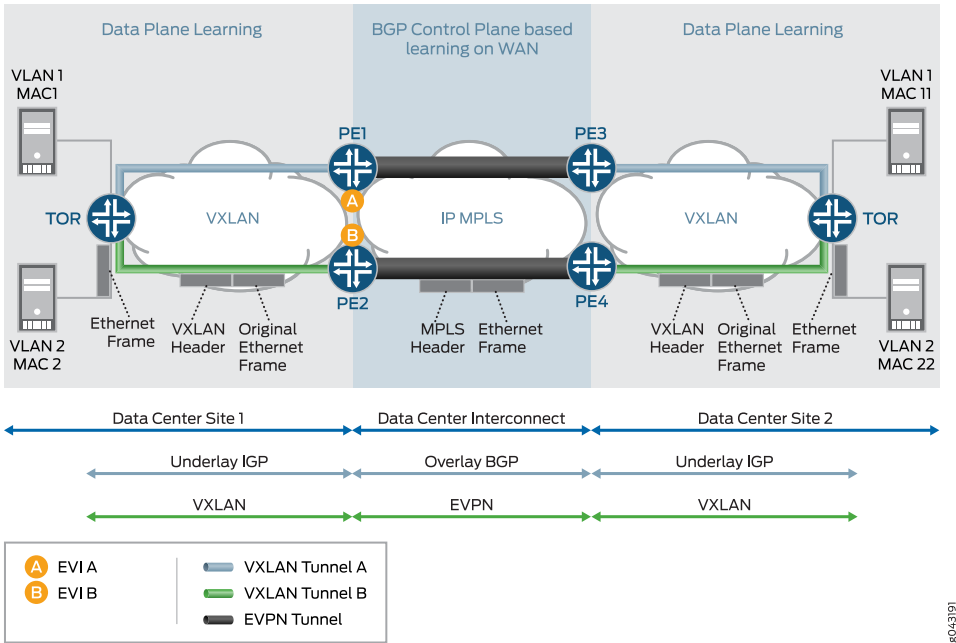 Data Plane Learning
BGP Control Plane based
learning on WAN
Data Plane Learning
VLAN 1
MAC1
VLAN 1
MAC 11
PE1
PE3
A
TOR
VXLAN
IP MPLS
VXLAN
TOR
B
PE2
PE4
Ethernet
Frame
VXLAN
Header
Original
Ethernet
Frame
MPLS
Header
Ethernet
Frame
VXLAN
Header
Original
Ethernet
Frame
Ethernet
Frame
VLAN 2
MAC 2
VLAN 2
MAC 22
Data Center Site 1
Data Center Interconnect
Data Center Site 2
Underlay IGP
Overlay BGP
Underlay IGP
VXLAN
EVPN
VXLAN
A EVI A
B EVI B
VXLAN Tunnel A
VXLAN Tunnel B
EVPN Tunnel
g043191